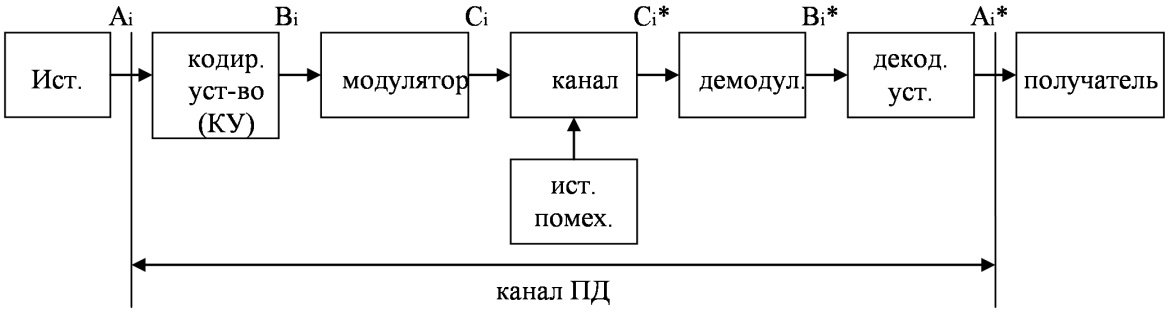 Ai
Bi
Ci
Ci*
Bi*
Ai*
Ист.
кодир.
уст-во
(КУ)
модулятор
канал
демодул.
декод.
уст.
получатель
ист.
помех.
канал ПД